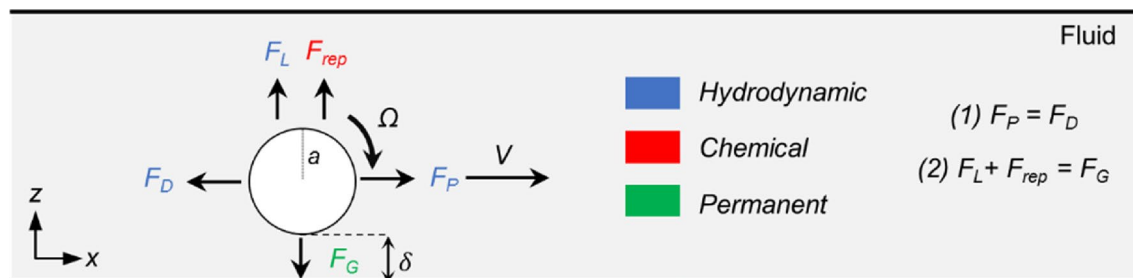 Fluid
F_L F_rep
Hydrodynamic
Ω
(1) F_P = F_D
a
V
Chemical
F_D
F_P
(2) F_L + F_rep = F_G
z
Permanent
x
F_G
δ